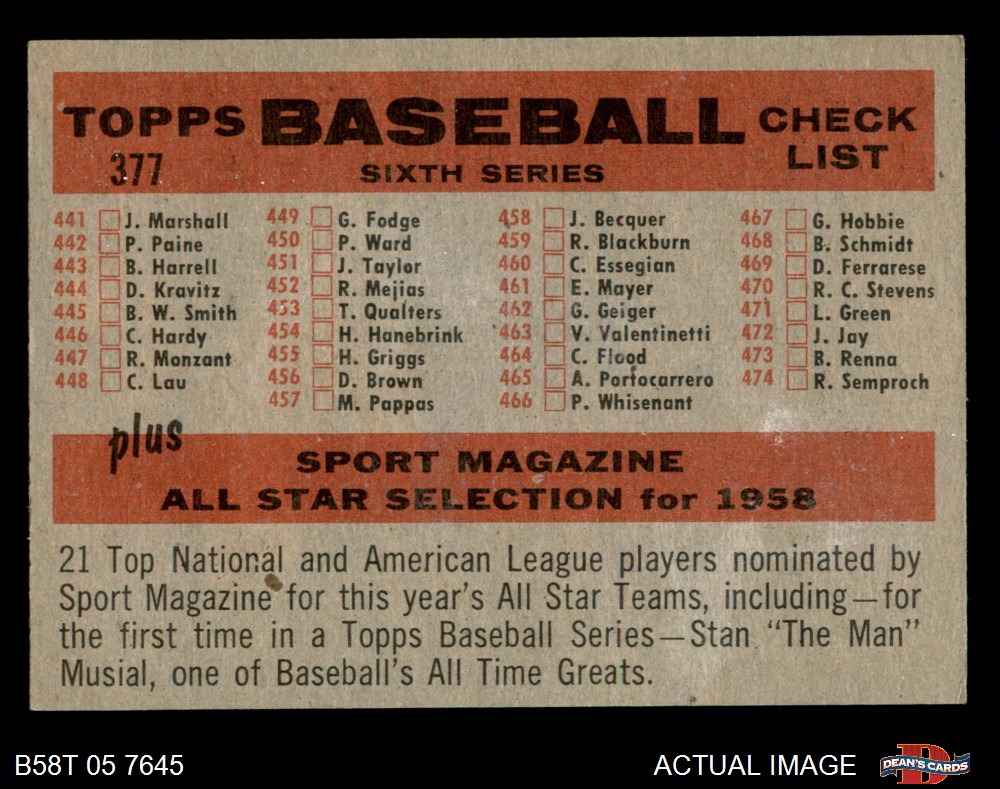 TOPPS BASEBALL CHECK LIST
377 SIXTH SERIES
441 J. Marshall
442 P. Paine
443 B. Harrell
444 D. Kravitz
445 B. W. Smith
446 C. Hardy
447 R. Monzant
448 C. Lau
449 G. Fodge
450 P. Ward
451 J. Taylor
452 R. Mejias
453 T. Qualters
454 H. Hanebrink
455 H. Griggs
456 D. Brown
457 M. Pappas
458 J. Becquer
459 R. Blackburn
460 C. Essegian
461 E. Mayer
462 G. Geiger
463 V. Valentinetti
464 C. Flood
465 A. Portocarrero
466 P. Whisenant
467 G. Hobbie
468 B. Schmidt
469 D. Ferrarese
470 R. C. Stevens
471 L. Green
472 J. Jay
473 B. Renna
474 R. Semproch
plus
SPORT MAGAZINE
ALL STAR SELECTION for 1958
21 Top National and American League players nominated by
Sport Magazine for this year's All Star Teams, including—for
the first time in a Topps Baseball Series—Stan "The Man"
Musial, one of Baseball's All Time Greats.
B58T 05 7645
ACTUAL IMAGE
DEAN'S CARDS